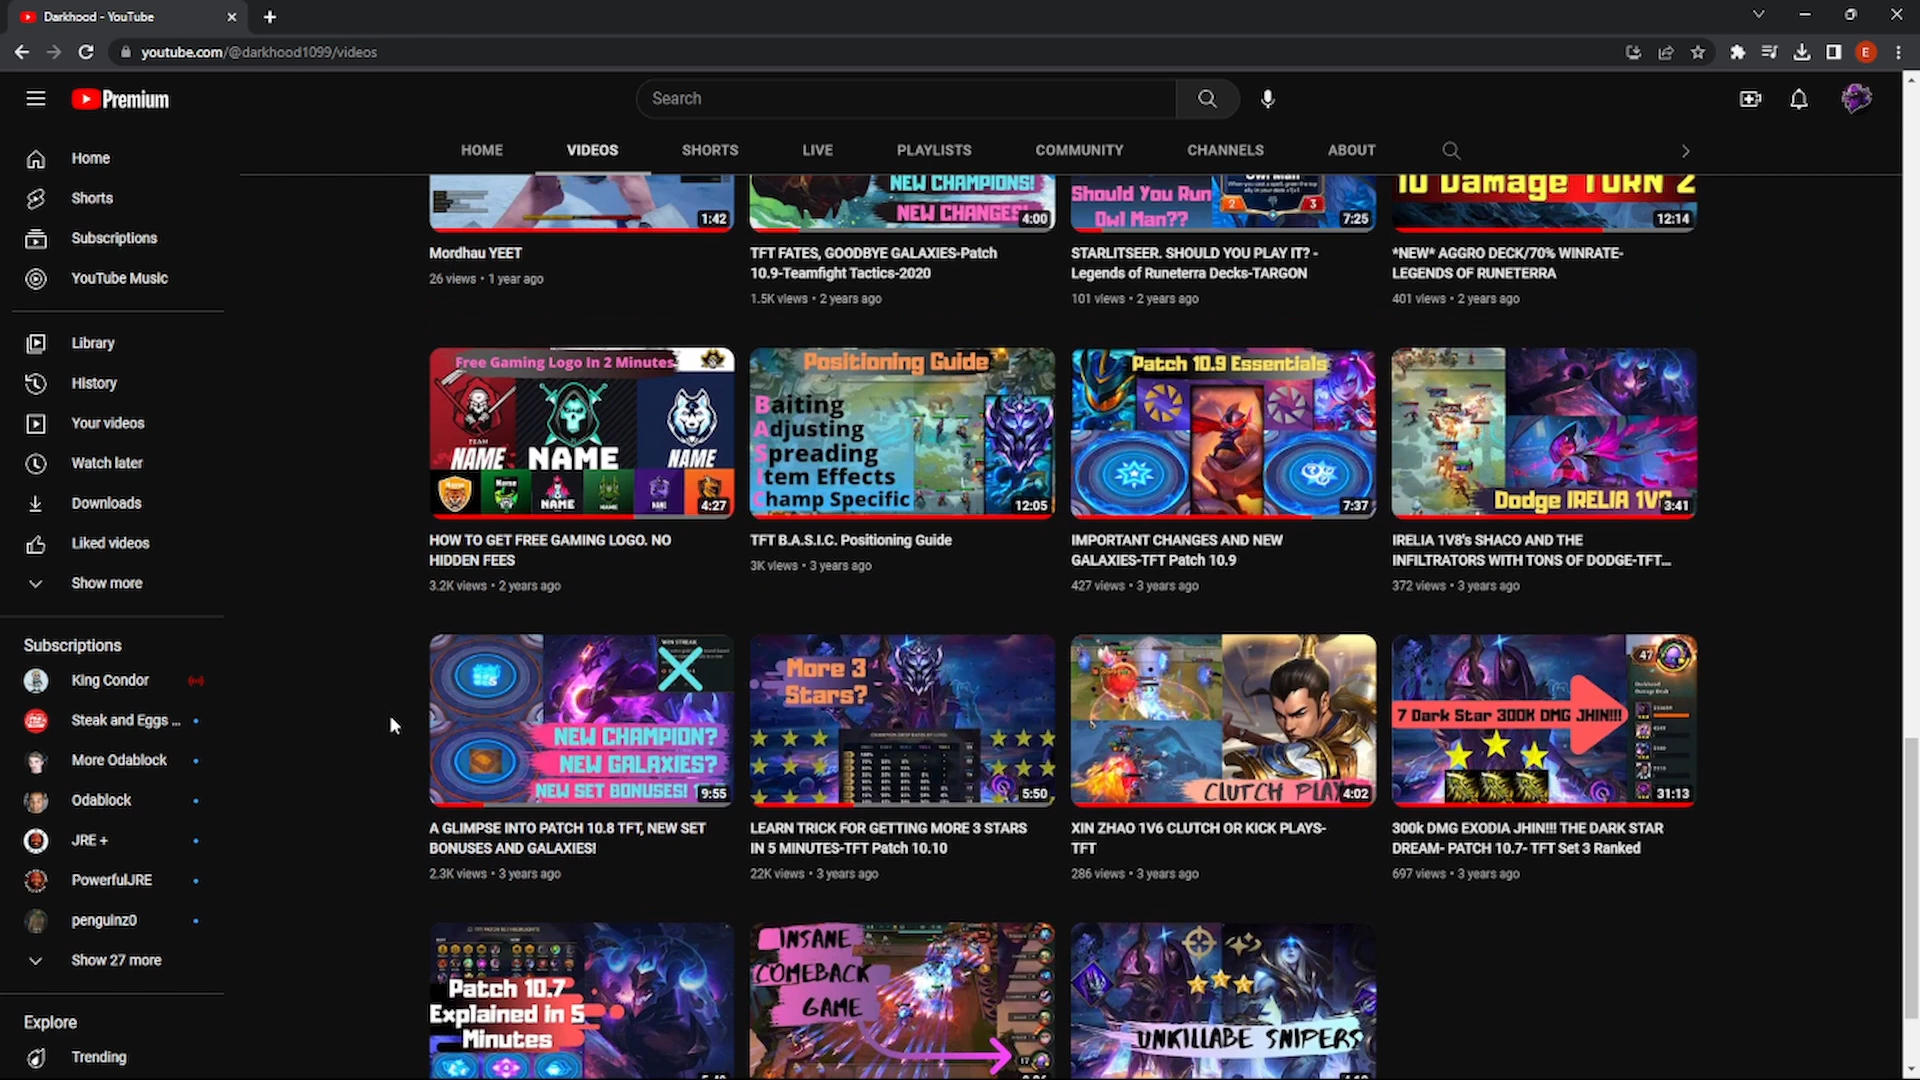 Darkhood - YouTube
youtube.com/@darkhood1099/videos
E
Premium
Search
HOME VIDEOS SHORTS LIVE PLAYLISTS COMMUNITY CHANNELS ABOUT
Home
Shorts
Subscriptions
YouTube Music
Library
History
Your videos
Watch later
Downloads
Liked videos
Show more
Subscriptions
King Condor
Steak and Eggs ...
More Odablock
Odablock
JRE +
PowerfulJRE
penguinz0
Show 27 more
Explore
Trending
1:42
Mordhau YEET
26 views • 1 year ago
NEW CHAMPIONS!
NEW CHANGES!
4:00
TFT FATES, GOODBYE GALAXIES-Patch
10.9-Teamfight Tactics-2020
1.5K views • 2 years ago
Should You Run
Owl Man??
7:25
STARLITSEER. SHOULD YOU PLAY IT? -
Legends of Runeterra Decks-TARGON
101 views • 2 years ago
10 Damage TURN 2
12:14
*NEW* AGGRO DECK/70% WINRATE-
LEGENDS OF RUNETERRA
401 views • 2 years ago
Free Gaming Logo In 2 Minutes
TEAM
NAME NAME NAME
NAME
4:27
HOW TO GET FREE GAMING LOGO. NO
HIDDEN FEES
3.2K views • 2 years ago
Positioning Guide
Baiting
Adjusting
Spreading
Item Effects
Champ Specific
12:05
TFT B.A.S.I.C. Positioning Guide
3K views • 3 years ago
Patch 10.9 Essentials
7:37
IMPORTANT CHANGES AND NEW
GALAXIES-TFT Patch 10.9
427 views • 3 years ago
Dodge IRELIA
3:41
IRELIA 1V8's SHACO AND THE
INFILTRATORS WITH TONS OF DODGE-TFT...
372 views • 3 years ago
WIN STREAK
NEW CHAMPION?
NEW GALAXIES?
NEW SET BONUSES!
9:55
A GLIMPSE INTO PATCH 10.8 TFT, NEW SET
BONUSES AND GALAXIES!
2.3K views • 3 years ago
More 3
Stars?
5:50
LEARN TRICK FOR GETTING MORE 3 STARS
IN 5 MINUTES-TFT Patch 10.10
22K views • 3 years ago
CLUTCH PLAY
4:02
XIN ZHAO 1V6 CLUTCH OR KICK PLAYS-
TFT
286 views • 3 years ago
47
7 Dark Star 300K DMG JHIN!!!
31:13
300k DMG EXODIA JHIN!!! THE DARK STAR
DREAM- PATCH 10.7- TFT Set 3 Ranked
697 views • 3 years ago
Patch 10.7
Explained in 5
Minutes
INSANE
COMEBACK
GAME
17
UNKILLABE SNIPERS